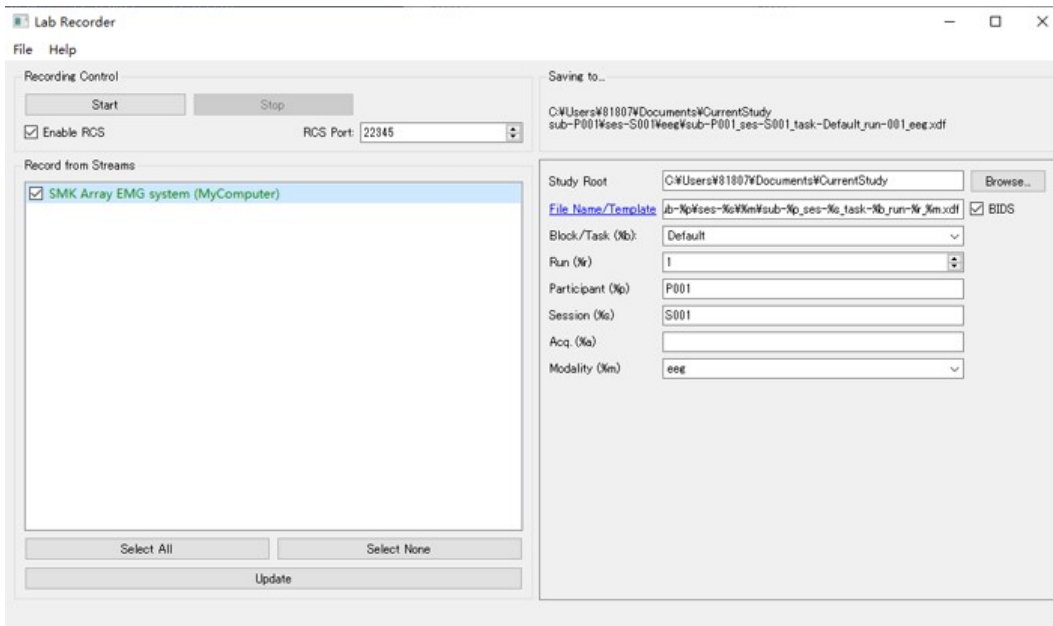 Lab Recorder
File Help
Recording Control
Start Stop
Enable RCS RCS Port: 22345
Record from Streams
SMK Array EMG system (MyComputer)
Select All Select None
Update
Saving to...
C:¥Users¥81807¥Documents¥CurrentStudy
sub-P001¥ses-S001¥eeg¥sub-P001_ses-S001_task-Default_run-001_eeg.xdf
Study Root C:¥Users¥81807¥Documents¥CurrentStudy Browse...
File Name/Template ub-%p¥ses-%s¥%m¥sub-%p_ses-%s_task-%b_run-%r_%m.xdf BIDS
Block/Task (%b): Default
Run (%r) 1
Participant (%p) P001
Session (%s) S001
Acq. (%a)
Modality (%m) eeg